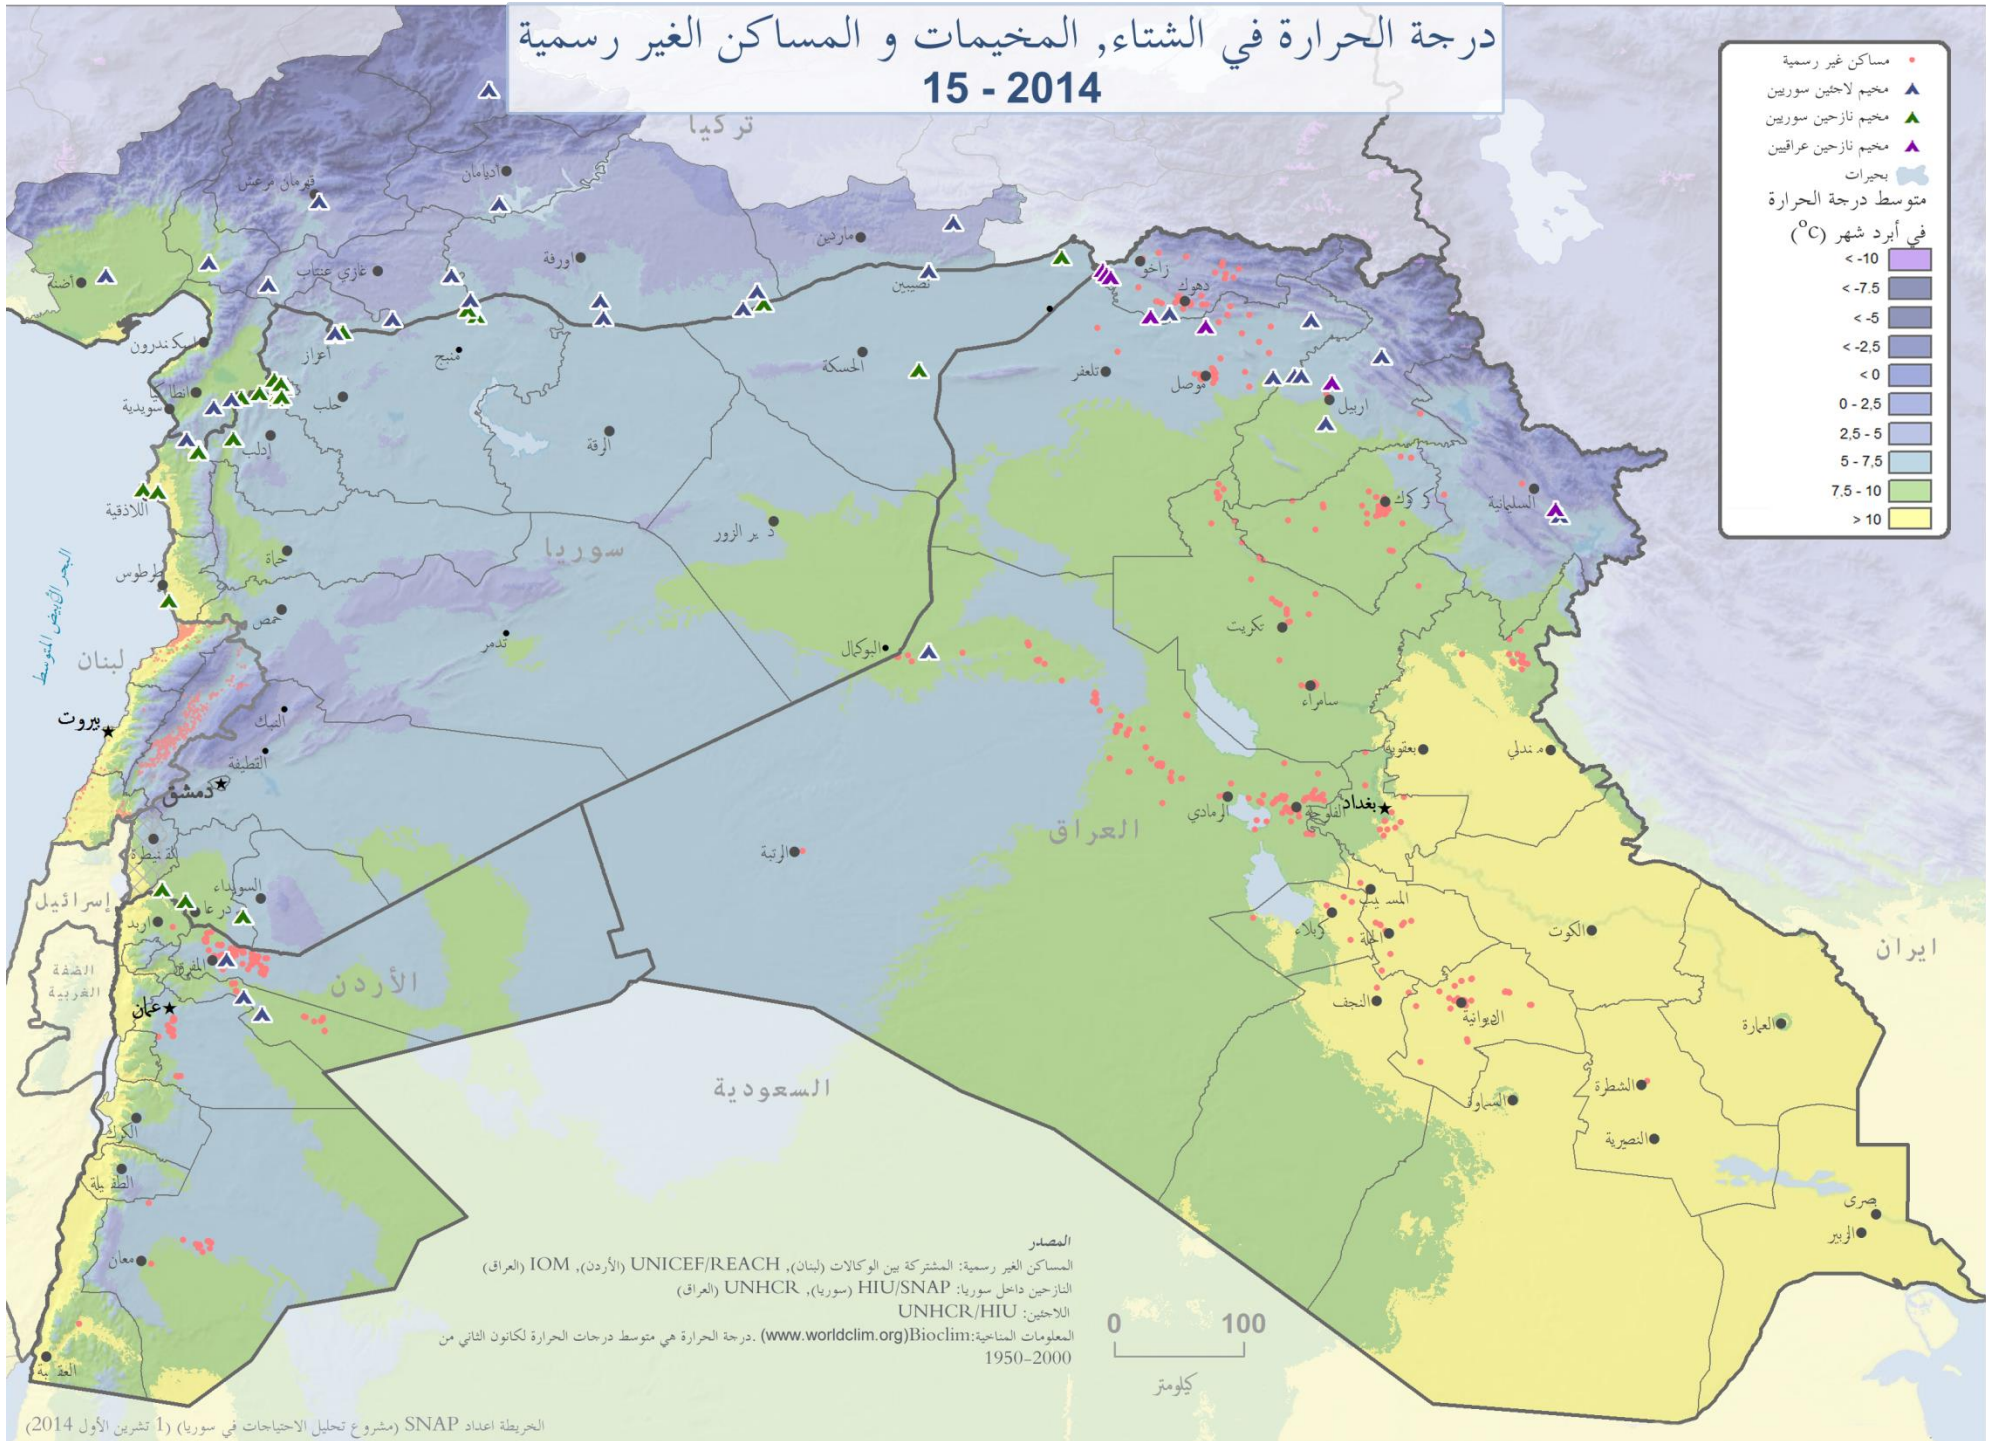 درجة الحرارة في الشتاء, المخيمات و المساكن الغير رسمية
15 - 2014
مساكن غير رسمية
مخيم لاجئين سوريين
مخيم نازحين سوريين
مخيم نازحين عراقيين
بحيرات
متوسط درجة الحرارة
في أبرد شهر (°C)
< -10
< -7.5
< -5
< -2,5
< 0
0 - 2,5
2,5 - 5
5 - 7,5
7,5 - 10
> 10
تركيا
اديامان
قهرمان مرعش
ماردين
اورفة
غازي عنتاب
أضنة
نصيبين
زاخو
دهوك
اسكندرون
أعزاز
منبج
الحسكة
تلعفر
موصل
اربيل
انطاكيا
سويدية
حلب
الرقة
إدلب
كركوك
السليمانية
اللاذقية
دير الزور
سوريا
حماة
طرطوس
البحر الأبيض المتوسط
حمص
تدمر
البوكمال
تكريت
لبنان
سامراء
بيروت
النبك
القطيفة
بعقوبة
مندلي
دمشق
الرمادي
الفلوجة
بغداد
العراق
القنيطرة
الرتبة
إسرائيل
السويداء
درعا
اربد
المسيب
كربلاء
الحلة
الكوت
ايران
الضفة
الغربية
المفرق
الأردن
عمان
النجف
الديوانية
العمارة
السعودية
الشطرة
السماوة
الكرك
النصيرية
الطفيلة
بصرى
الزبير
معان
العقبة
المصدر
المساكن الغير رسمية: المشتركة بين الوكالات (لبنان), UNICEF/REACH (الأردن), IOM (العراق)
النازحين داخل سوريا: HIU/SNAP (سوريا), UNHCR (العراق)
اللاجئين: UNHCR/HIU
المعلومات المناخية:Bioclim(www.worldclim.org) .درجة الحرارة هي متوسط درجات الحرارة لكانون الثاني من
1950-2000
0 100
كيلومتر
الخريطة اعداد SNAP (مشروع تحليل الاحتياجات في سوريا) (1 تشرين الأول 2014)